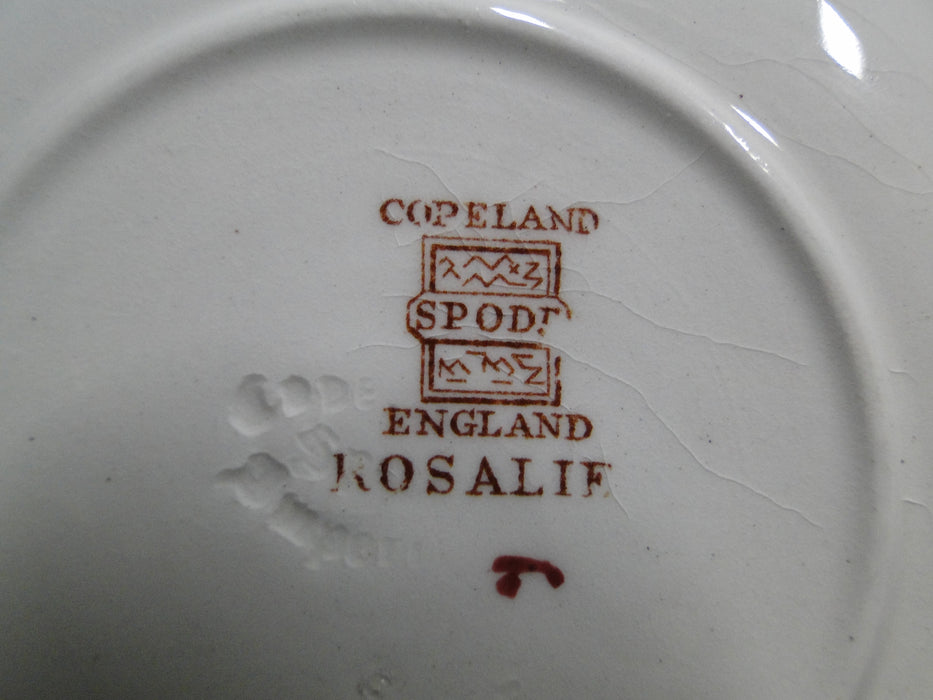 COPELAND
SPODE
ENGLAND
ROSALIE